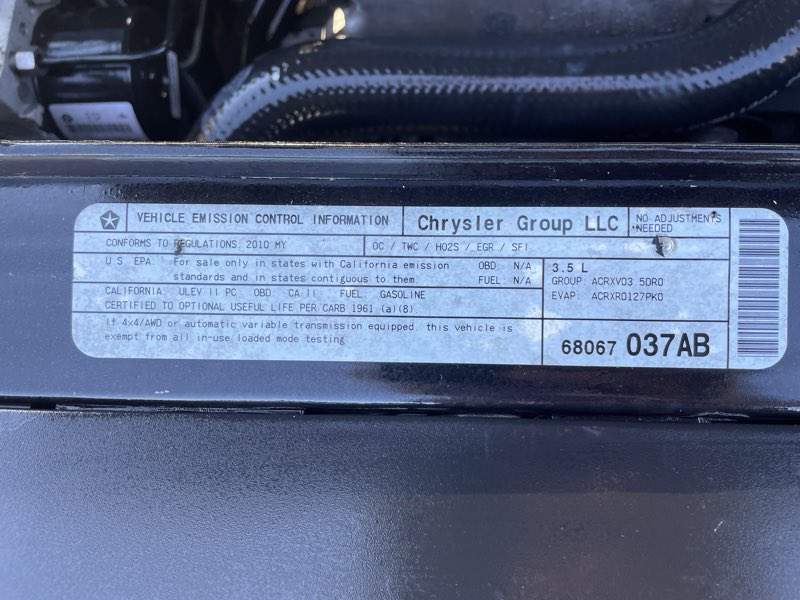 VEHICLE EMISSION CONTROL INFORMATION
Chrysler Group LLC
NO ADJUSTMENTS
NEEDED
CONFORMS TO REGULATIONS: 2010 MY
OC / TWC / HO2S / EGR / SFI
U.S. EPA: For sale only in states with California emission
standards and in states contiguous to them.
OBD: N/A
FUEL: N/A
3.5 L
GROUP: ACRXV03.5DR0
EVAP: ACRXR0127PK0
CALIFORNIA: ULEV II PC OBD: CA II FUEL: GASOLINE
CERTIFIED TO OPTIONAL USEFUL LIFE PER CARB 1961 (a)(8)
If 4x4/AWD or automatic variable transmission equipped, this vehicle is
exempt from all in-use loaded mode testing.
68067 037AB